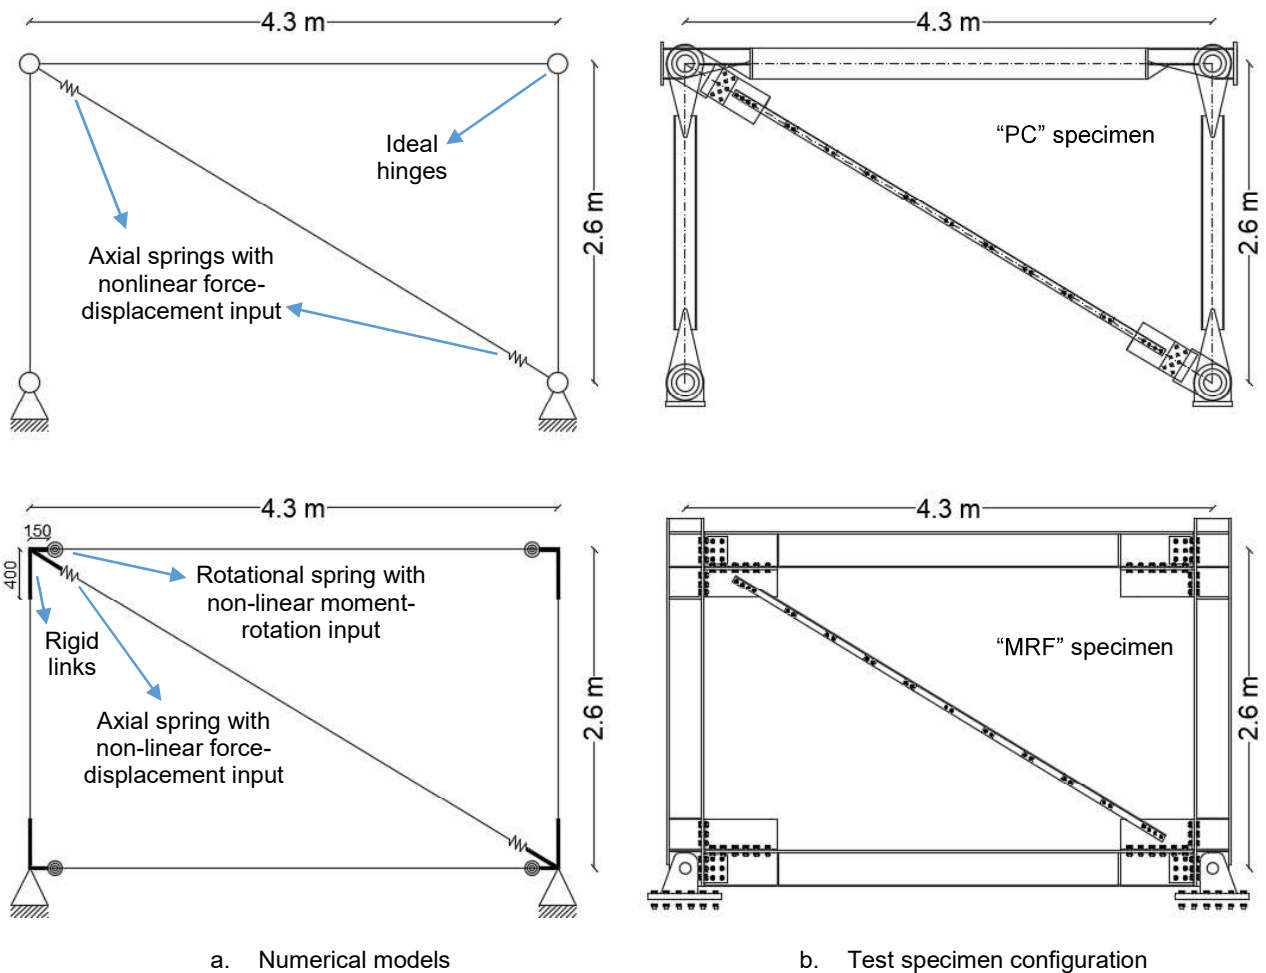 4.3 m
4.3 m
Ideal
hinges
Axial springs with
nonlinear force-
displacement input
2.6 m
“PC” specimen
2.6 m
4.3 m
4.3 m
150
400
Rotational spring with
non-linear moment-
rotation input
Rigid
links
Axial spring with
non-linear force-
displacement input
2.6 m
“MRF” specimen
2.6 m
a. Numerical models
b. Test specimen configuration